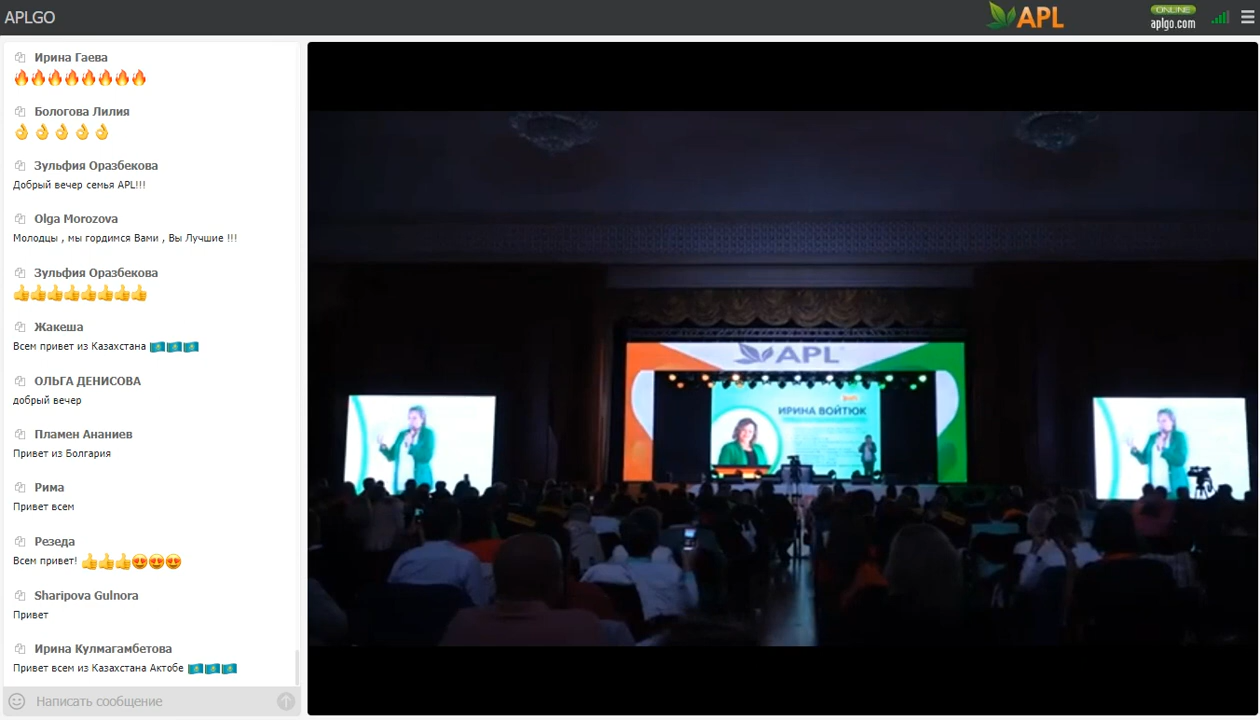 APLGO
APL
ONLINE
aplgo.com
Ирина Гаева
Бологова Лилия
Зульфия Оразбекова
Добрый вечер семья APL!!!
Olga Morozova
Молодцы , мы гордимся Вами , Вы Лучшие !!!
Зульфия Оразбекова
Жакеша
Всем привет из Казахстана
ОЛЬГА ДЕНИСОВА
добрый вечер
Пламен Ананиев
Привет из Болгария
Рима
Привет всем
Резеда
Всем привет!
Sharipova Gulnora
Привет
Ирина Кулмагамбетова
Привет всем из Казахстана Актобе
Написать сообщение
APL
ИРИНА ВОЙТЮК